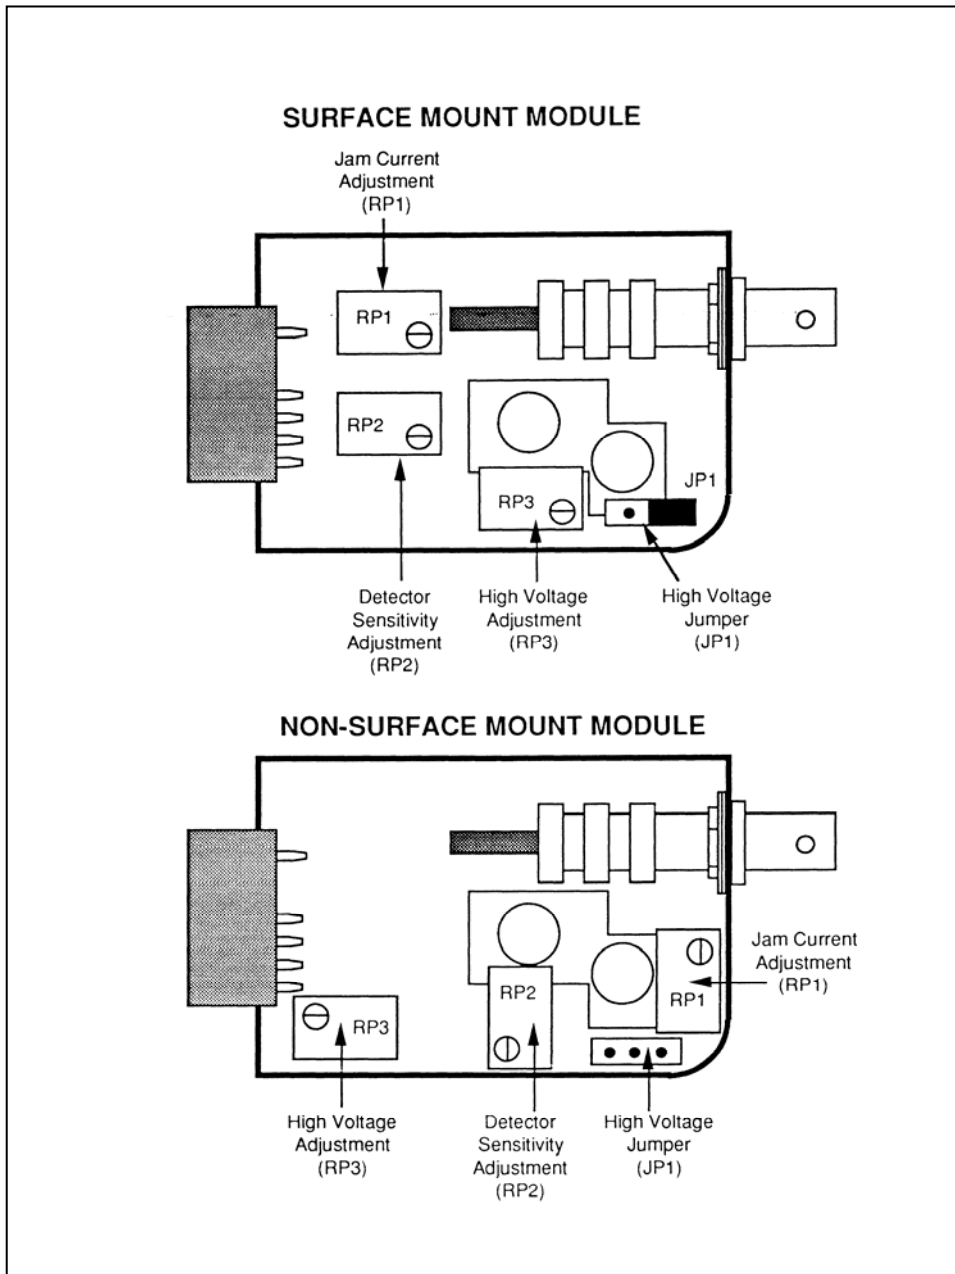 SURFACE MOUNT MODULE
Jam Current
Adjustment
(RP1)
RP1
RP2
RP3
JP1
Detector
Sensitivity
Adjustment
(RP2)
High Voltage
Adjustment
(RP3)
High Voltage
Jumper
(JP1)
NON-SURFACE MOUNT MODULE
RP3
RP2
RP1
Jam Current
Adjustment
(RP1)
High Voltage
Adjustment
(RP3)
Detector
Sensitivity
Adjustment
(RP2)
High Voltage
Jumper
(JP1)